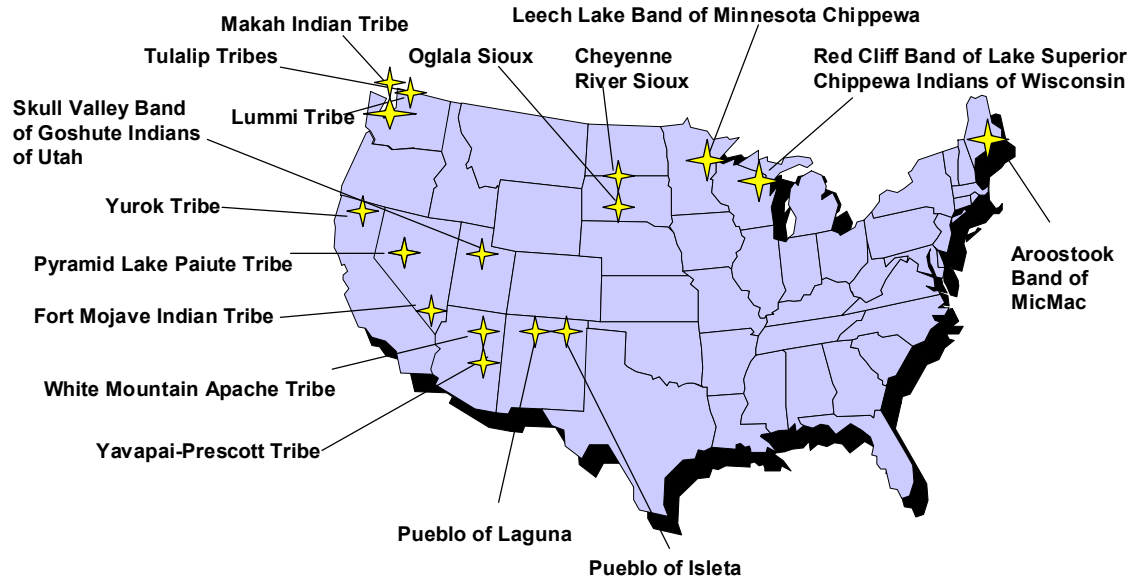 Leech Lake Band of Minnesota Chippewa
Makah Indian Tribe
Tulalip Tribes
Oglala Sioux
Cheyenne
River Sioux
Red Cliff Band of Lake Superior
Chippewa Indians of Wisconsin
Skull Valley Band
of Goshute Indians
of Utah
Lummi Tribe
Yurok Tribe
Pyramid Lake Paiute Tribe
Aroostook
Band of
MicMac
Fort Mojave Indian Tribe
White Mountain Apache Tribe
Yavapai-Prescott Tribe
Pueblo of Laguna
Pueblo of Isleta